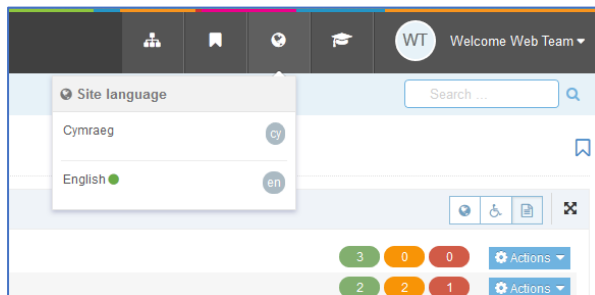 WT Welcome Web Team
Site language
Search ...
Cymraeg cy
English en
3 0 0 Actions
2 2 1 Actions